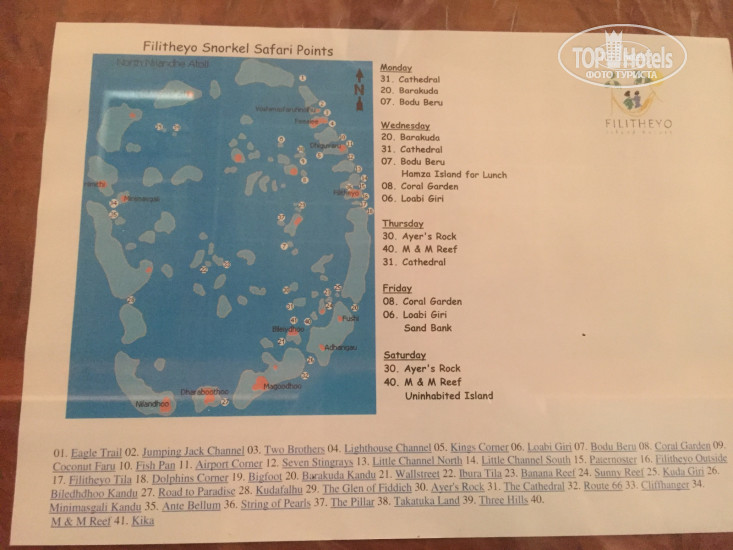 Filitheyo Snorkel Safari Points
TOP Hotels
ФОТО ТУРИСТА
FILITHEYO
North Nilandhe Atoll
N
Himithi
Minimasgali
Filitheyo
Pushi
Biledhdhoo
Adhangau
Magoodhoo
Dharaboodhoo
Nilandhoo
Monday
31. Cathedral
20. Barakuda
07. Bodu Beru
Wednesday
20. Barakuda
31. Cathedral
07. Bodu Beru
Hamza Island for Lunch
08. Coral Garden
06. Loabi Giri
Thursday
30. Ayer's Rock
40. M & M Reef
31. Cathedral
Friday
08. Coral Garden
06. Loabi Giri
Sand Bank
Saturday
30. Ayer's Rock
40. M & M Reef
Uninhabited Island
01. Eagle Trail 02. Jumping Jack Channel 03. Two Brothers 04. Lighthouse Channel 05. Kings Corner 06. Loabi Giri 07. Bodu Beru 08. Coral Garden 09.
Coconut Faru 10. Fish Pan 11. Airport Corner 12. Seven Stingrays 13. Little Channel North 14. Little Channel South 15. Paternoster 16. Filitheyo Outside
17. Filitheyo Tila 18. Dolphins Corner 19. Bigfoot 20. Barakuda Kandu 21. Wallstreet 22. Ibura Tila 23. Banana Reef 24. Sunny Reef 25. Kuda Giri 26.
Biledhdhoo Kandu 27. Road to Paradise 28. Kudafalhu 29. The Glen of Fiddich 30. Ayer's Rock 31. The Cathedral 32. Route 66 33. Cliffhanger 34.
Minimasgali Kandu 35. Ante Bellum 36. String of Pearls 37. The Pillar 38. Takatuka Land 39. Three Hills 40.
M & M Reef 41. Kika